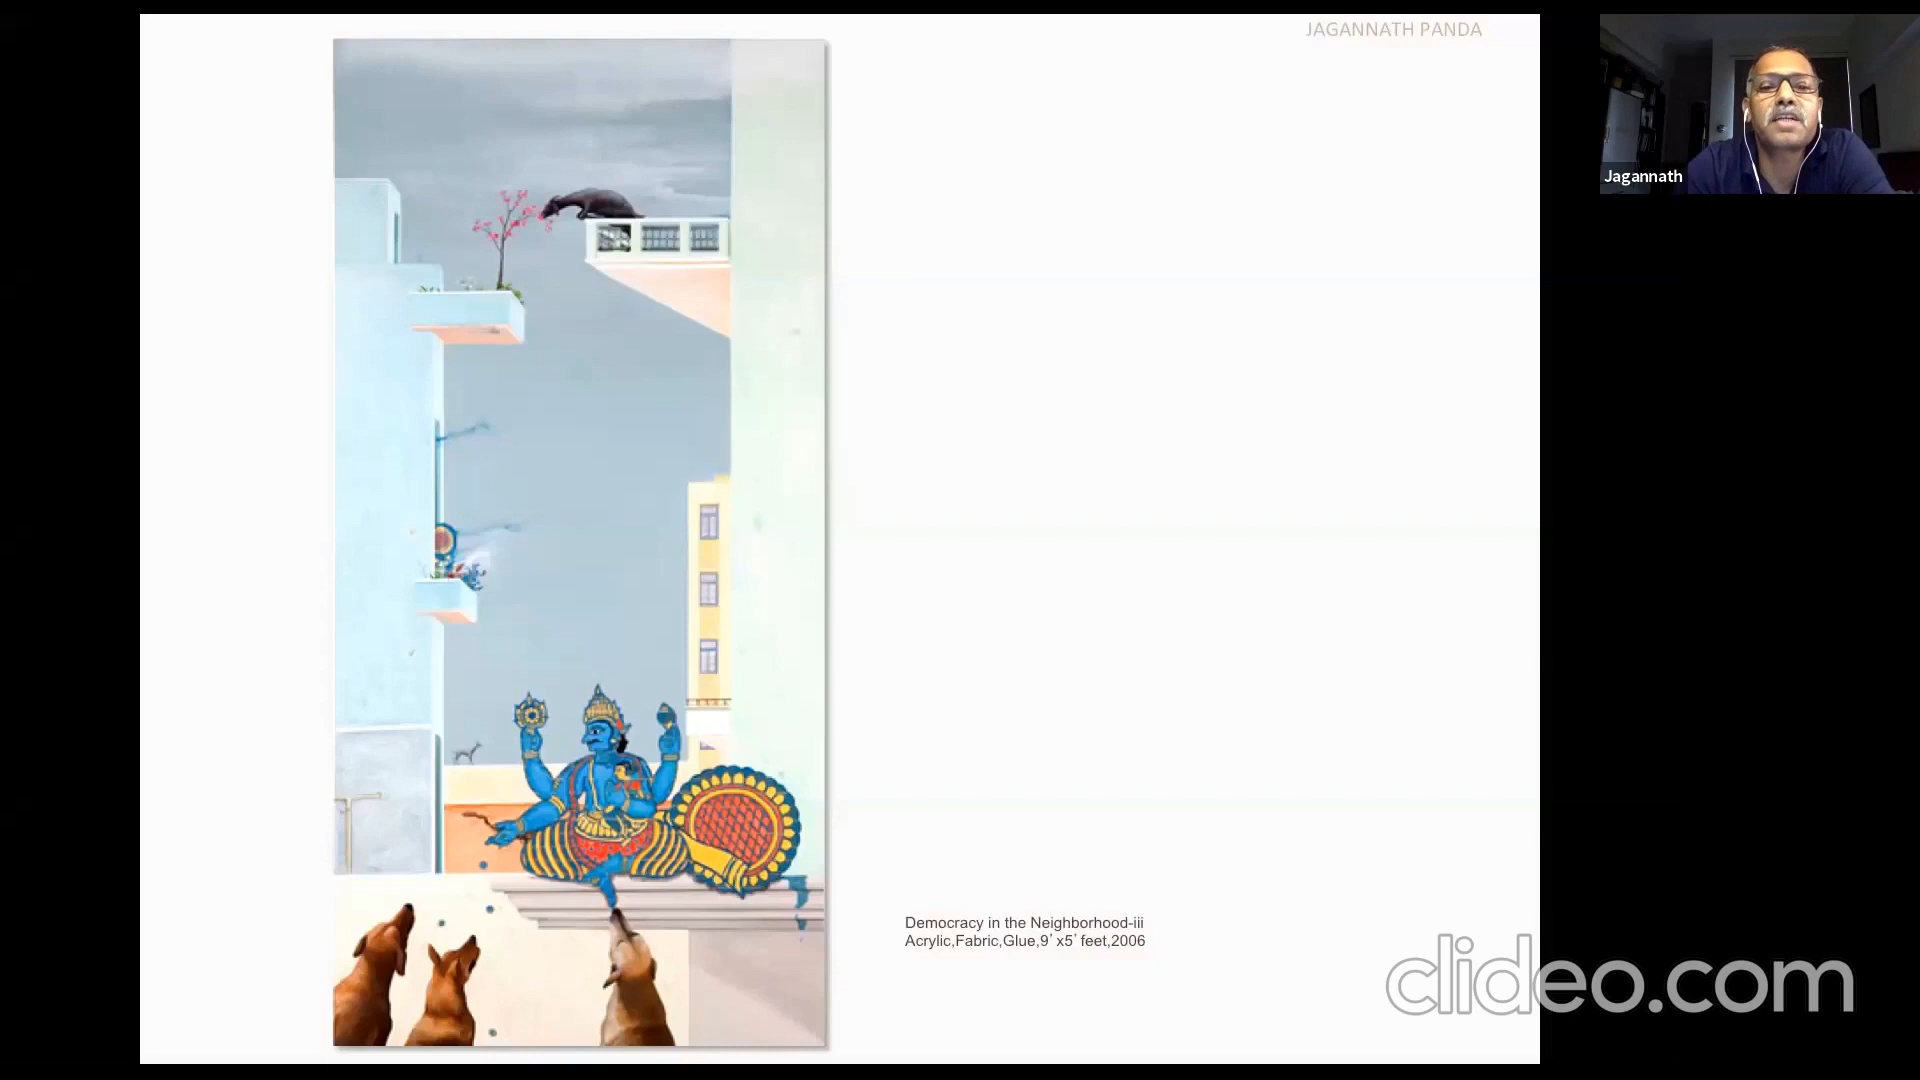 JAGANNATH PANDA
Jagannath
Democracy in the Neighborhood-iii
Acrylic,Fabric,Glue,9’ x5’ feet,2006
clideo.com